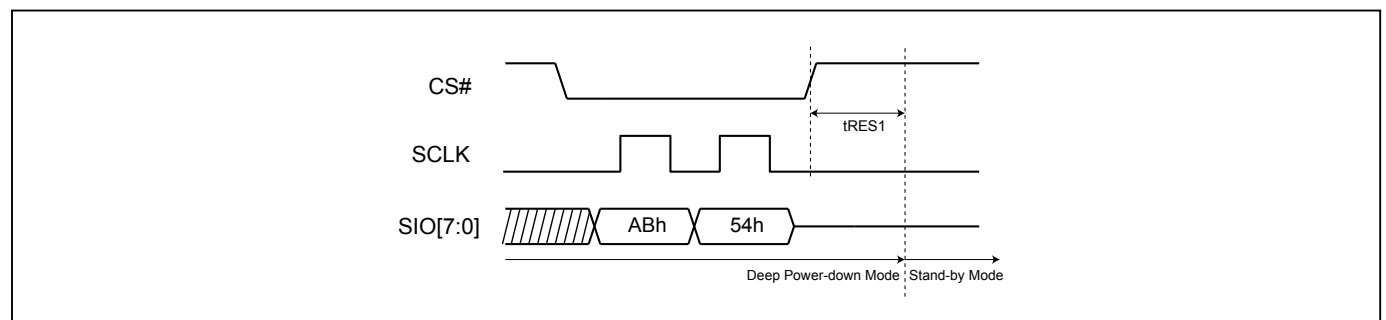 CS#
tRES1
SCLK
SIO[7:0] ABh 54h
Deep Power-down Mode Stand-by Mode